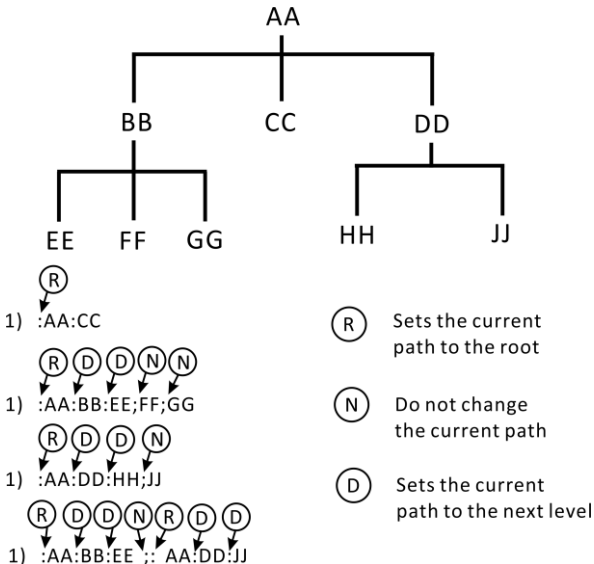 AA
BB CC DD
EE FF GG HH JJ
R
1) :AA:CC
R D D N N
1) :AA:BB:EE;FF;GG
R D D N
1) :AA:DD:HH;JJ
R D D N R D D
1) :AA:BB:EE ;: AA:DD:JJ
R Sets the current
path to the root
N Do not change
the current path
D Sets the current
path to the next level